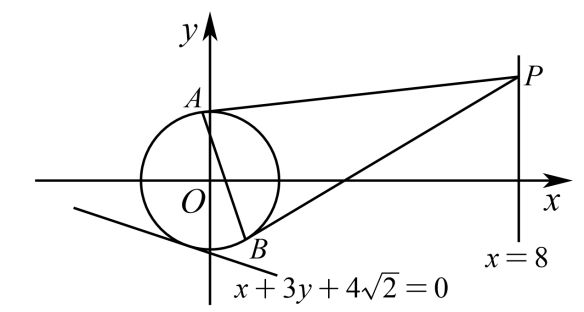 y
A
P
O
x
B
x = 8
x + 3y + 4√2 = 0